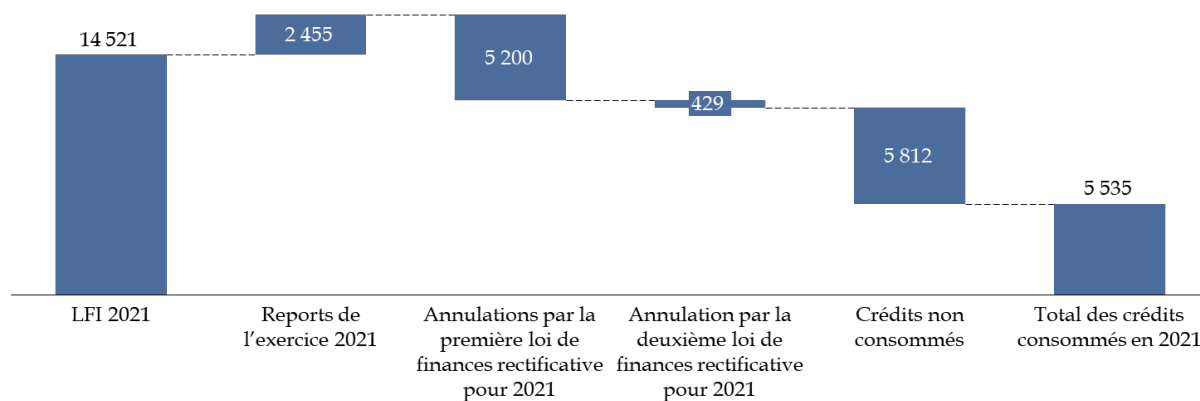 14 521
2 455
5 200
429
5 812
5 535
LFI 2021
Reports de
l’exercice 2021
Annulations par la
première loi de
finances rectificative
pour 2021
Annulation par la
deuxième loi de
finances rectificative
pour 2021
Crédits non
consommés
Total des crédits
consommés en 2021